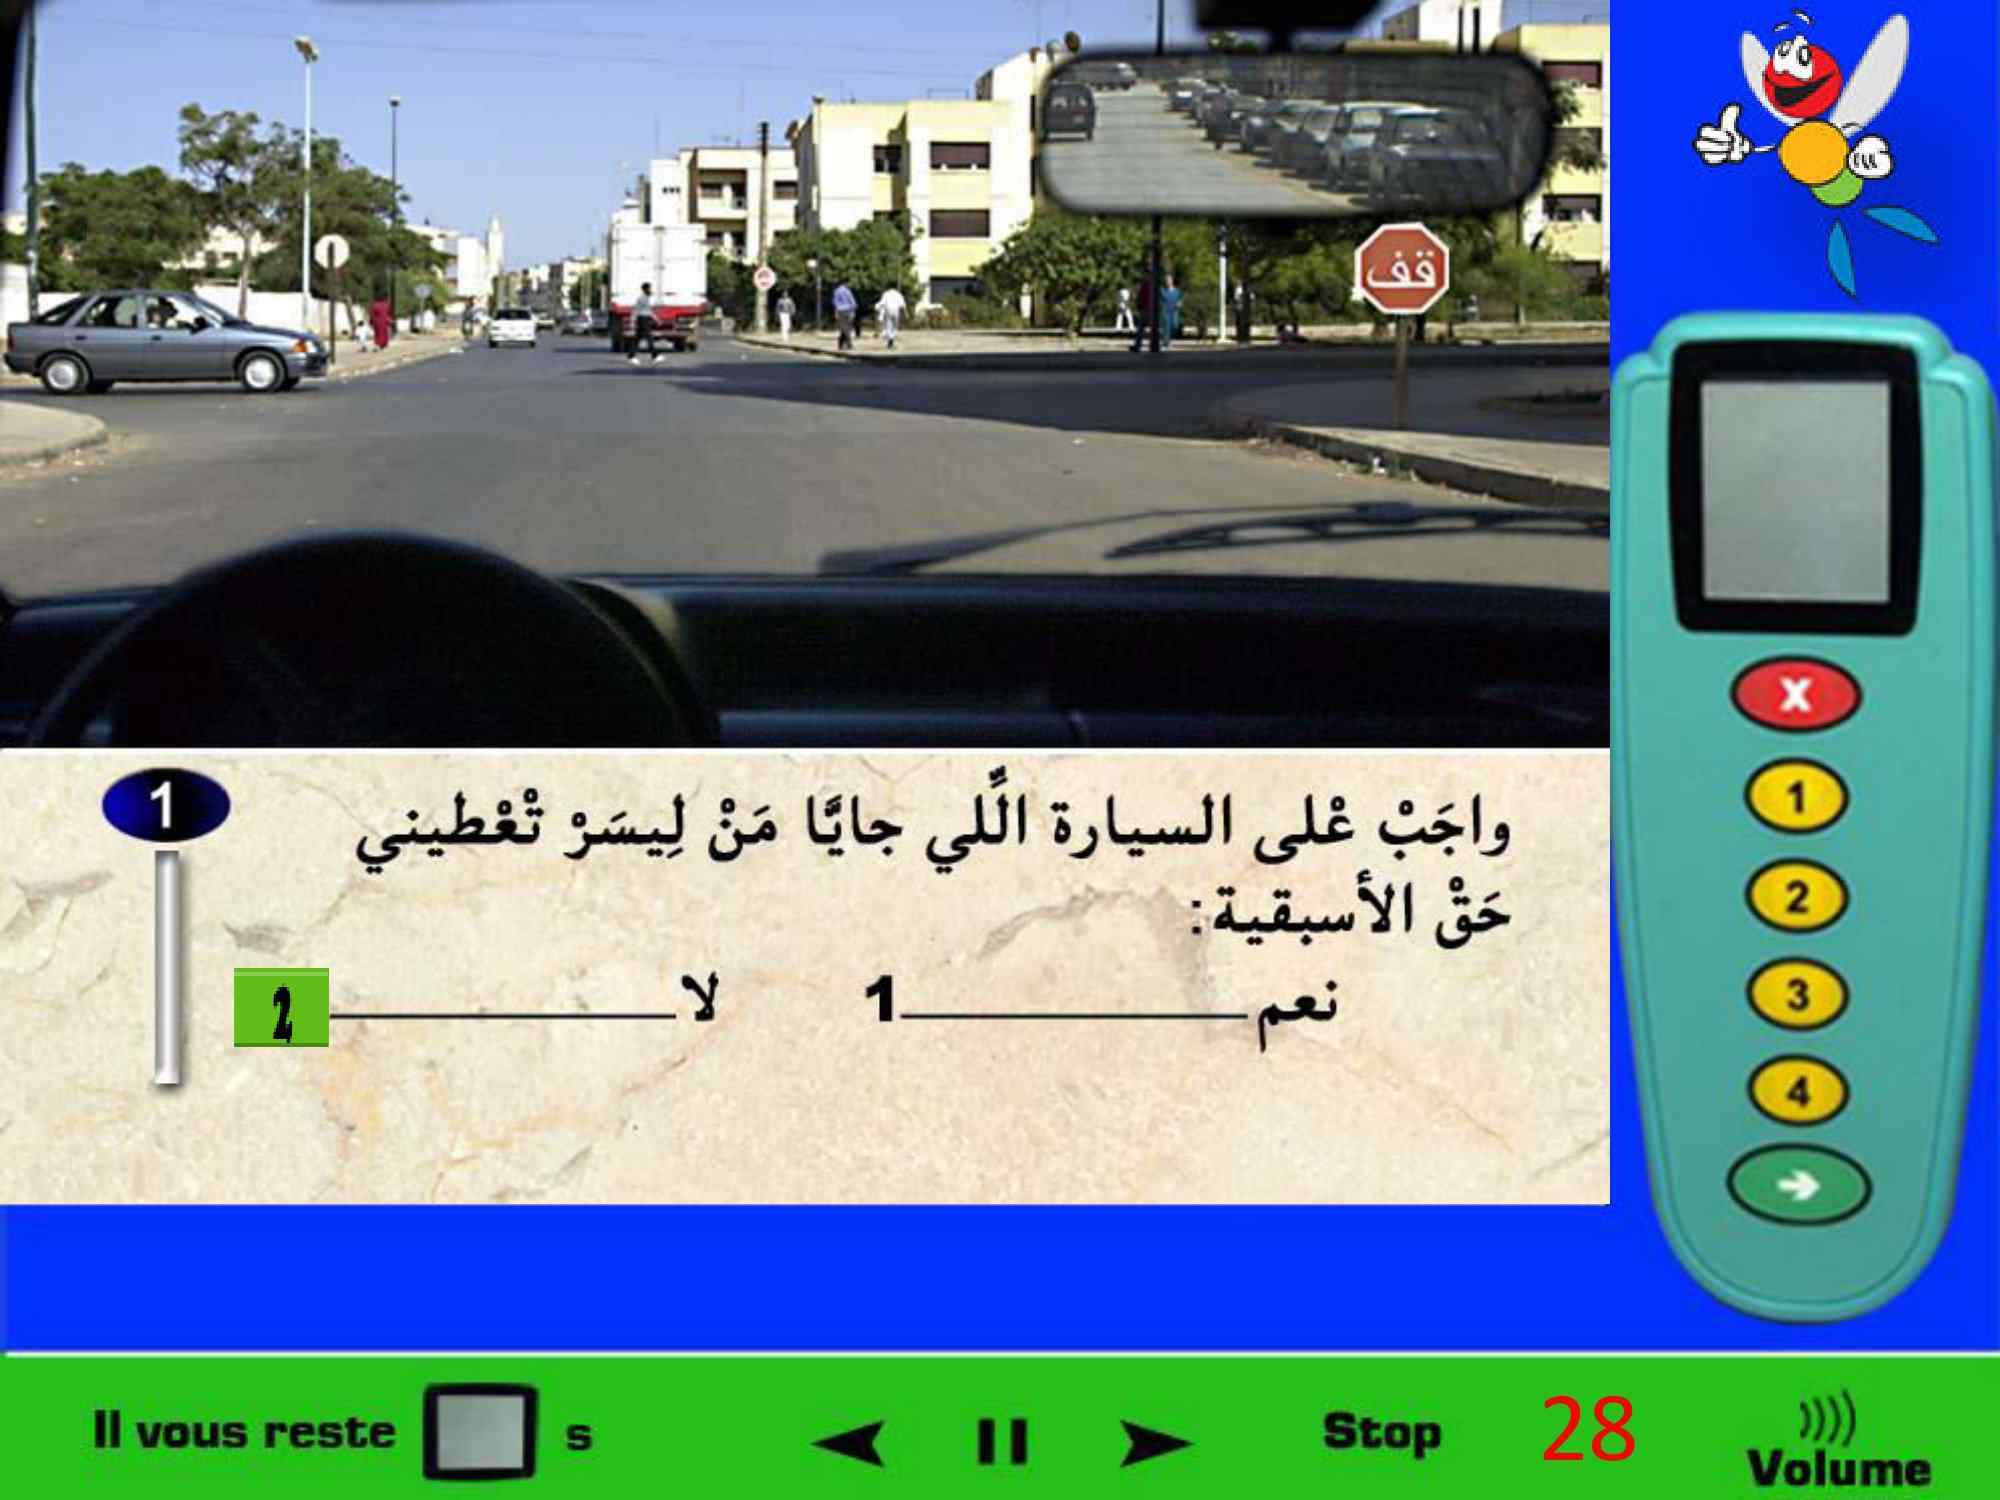 قف
1
واجَبْ عْلى السيارة الِّلي جايَّا مَنْ لِيسَرْ تْعْطيني
حَقْ الأسبقية:
نعم 1 لا 2
X
1
2
3
4
Il vous reste s
Stop
28
Volume